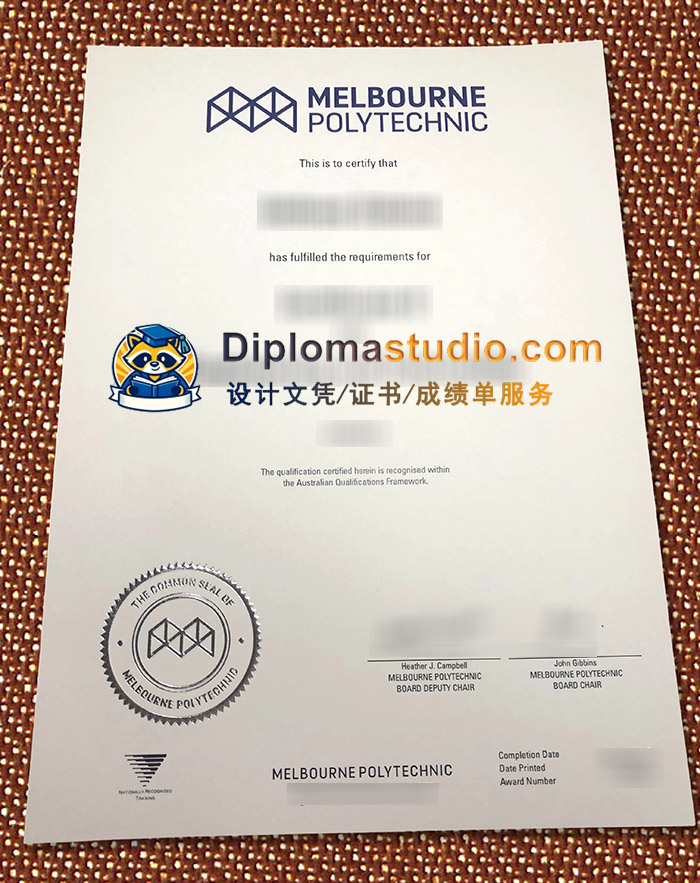 MELBOURNE
POLYTECHNIC
This is to certify that
has fulfilled the requirements for
Diplomastudio.com
设计文凭/证书/成绩单服务
The qualification certified herein is recognised within
the Australian Qualifications Framework.
THE COMMON SEAL OF
MELBOURNE POLYTECHNIC
Heather J. Campbell
MELBOURNE POLYTECHNIC
BOARD DEPUTY CHAIR
John Gibbins
MELBOURNE POLYTECHNIC
BOARD CHAIR
NATIONALLY RECOGNISED
TRAINING
MELBOURNE POLYTECHNIC
Completion Date
Date Printed
Award Number